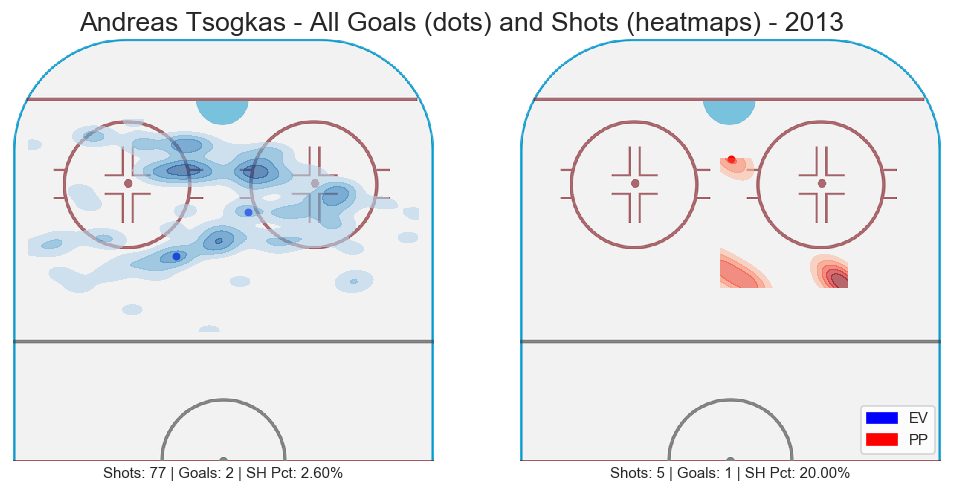 Andreas Tsogkas - All Goals (dots) and Shots (heatmaps) - 2013
EV
PP
Shots: 77 | Goals: 2 | SH Pct: 2.60%
Shots: 5 | Goals: 1 | SH Pct: 20.00%